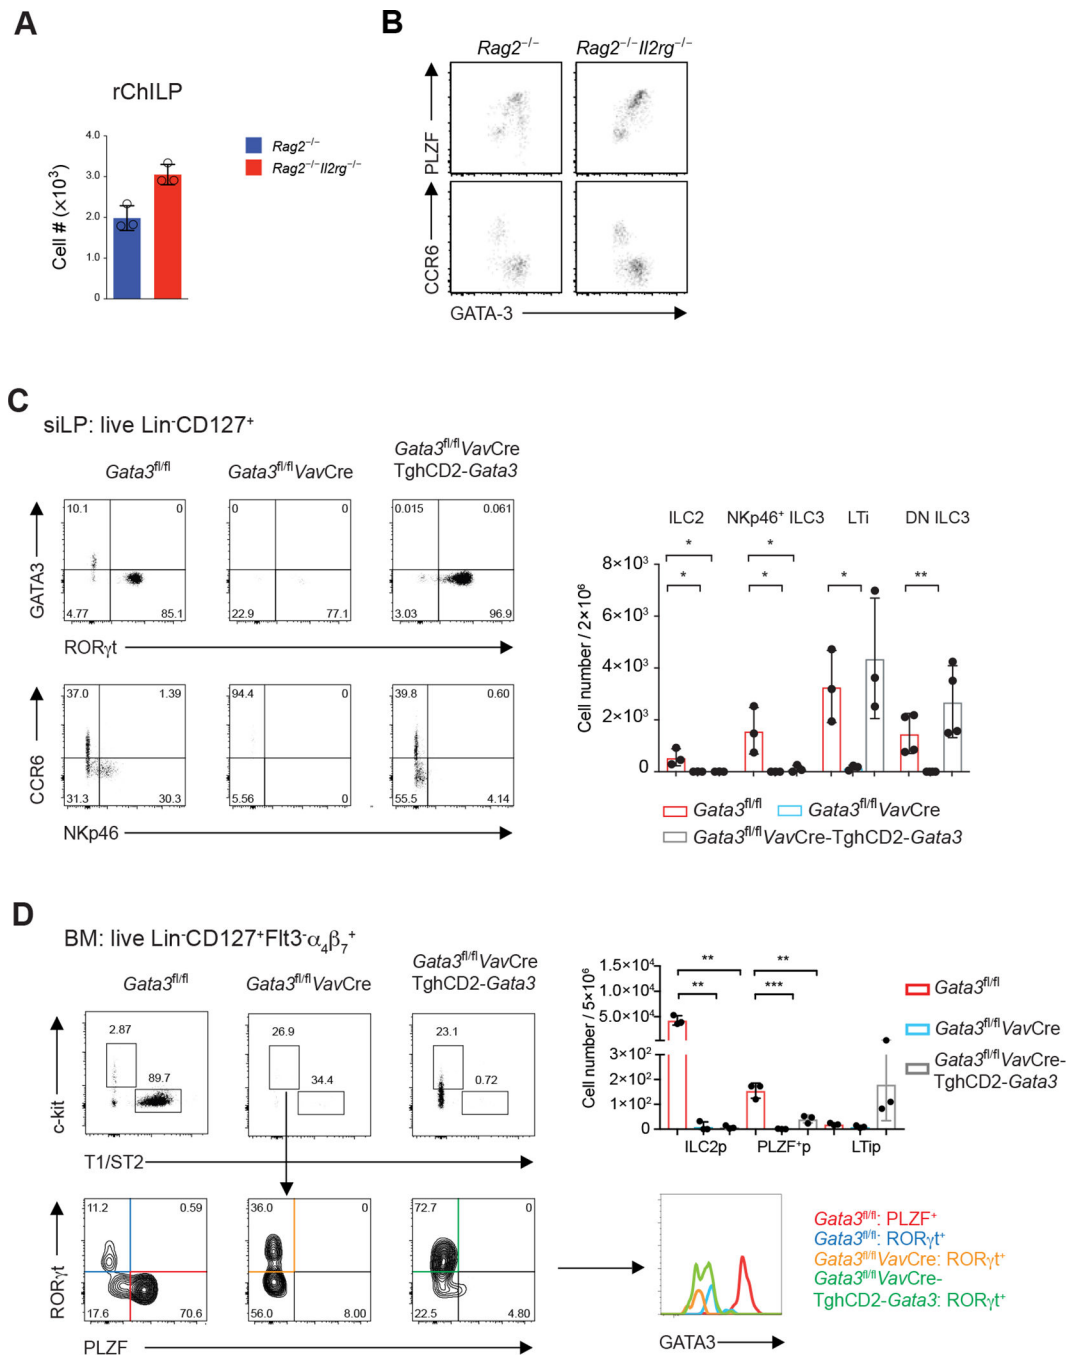 A
rChILP
Cell # (×10³)
4.0
3.0
2.0
1.0
0
Rag2⁻/⁻
Rag2⁻/⁻Il2rg⁻/⁻
B
Rag2⁻/⁻ Rag2⁻/⁻Il2rg⁻/⁻
PLZF
CCR6
GATA-3
C
siLP: live Lin⁻CD127⁺
Gata3fl/fl
Gata3fl/flVavCre
Gata3fl/flVavCre
TghCD2-Gata3
GATA3
10.1 0
4.77 85.1
0 0
22.9 77.1
0.015 0.061
3.03 96.9
RORγt
CCR6
37.0 1.39
31.3 30.3
94.4 0
5.56 0
39.8 0.60
55.5 4.14
NKp46
ILC2 NKp46⁺ ILC3 LTi DN ILC3
* *
* * * **
Cell number / 2×10⁶
8×10³
6×10³
4×10³
2×10³
0
Gata3fl/fl Gata3fl/flVavCre
Gata3fl/flVavCre-TghCD2-Gata3
D
BM: live Lin⁻CD127⁺Flt3⁻α₄β₇⁺
Gata3fl/fl
Gata3fl/flVavCre
Gata3fl/flVavCre
TghCD2-Gata3
c-kit
2.87
89.7
26.9
34.4
23.1
0.72
T1/ST2
RORγt
11.2 0.59
17.6 70.6
36.0 0
56.0 8.00
72.7 0
22.5 4.80
PLZF
** **
** ***
Cell number / 5×10⁶
1.5×10⁴
1.0×10⁴
5.0×10⁴
3×10²
2×10²
1×10²
0
ILC2p PLZF⁺p LTip
Gata3fl/fl
Gata3fl/flVavCre
Gata3fl/flVavCre-
TghCD2-Gata3
GATA3
Gata3fl/fl: PLZF⁺
Gata3fl/fl: RORγt⁺
Gata3fl/flVavCre: RORγt⁺
Gata3fl/flVavCre-
TghCD2-Gata3: RORγt⁺